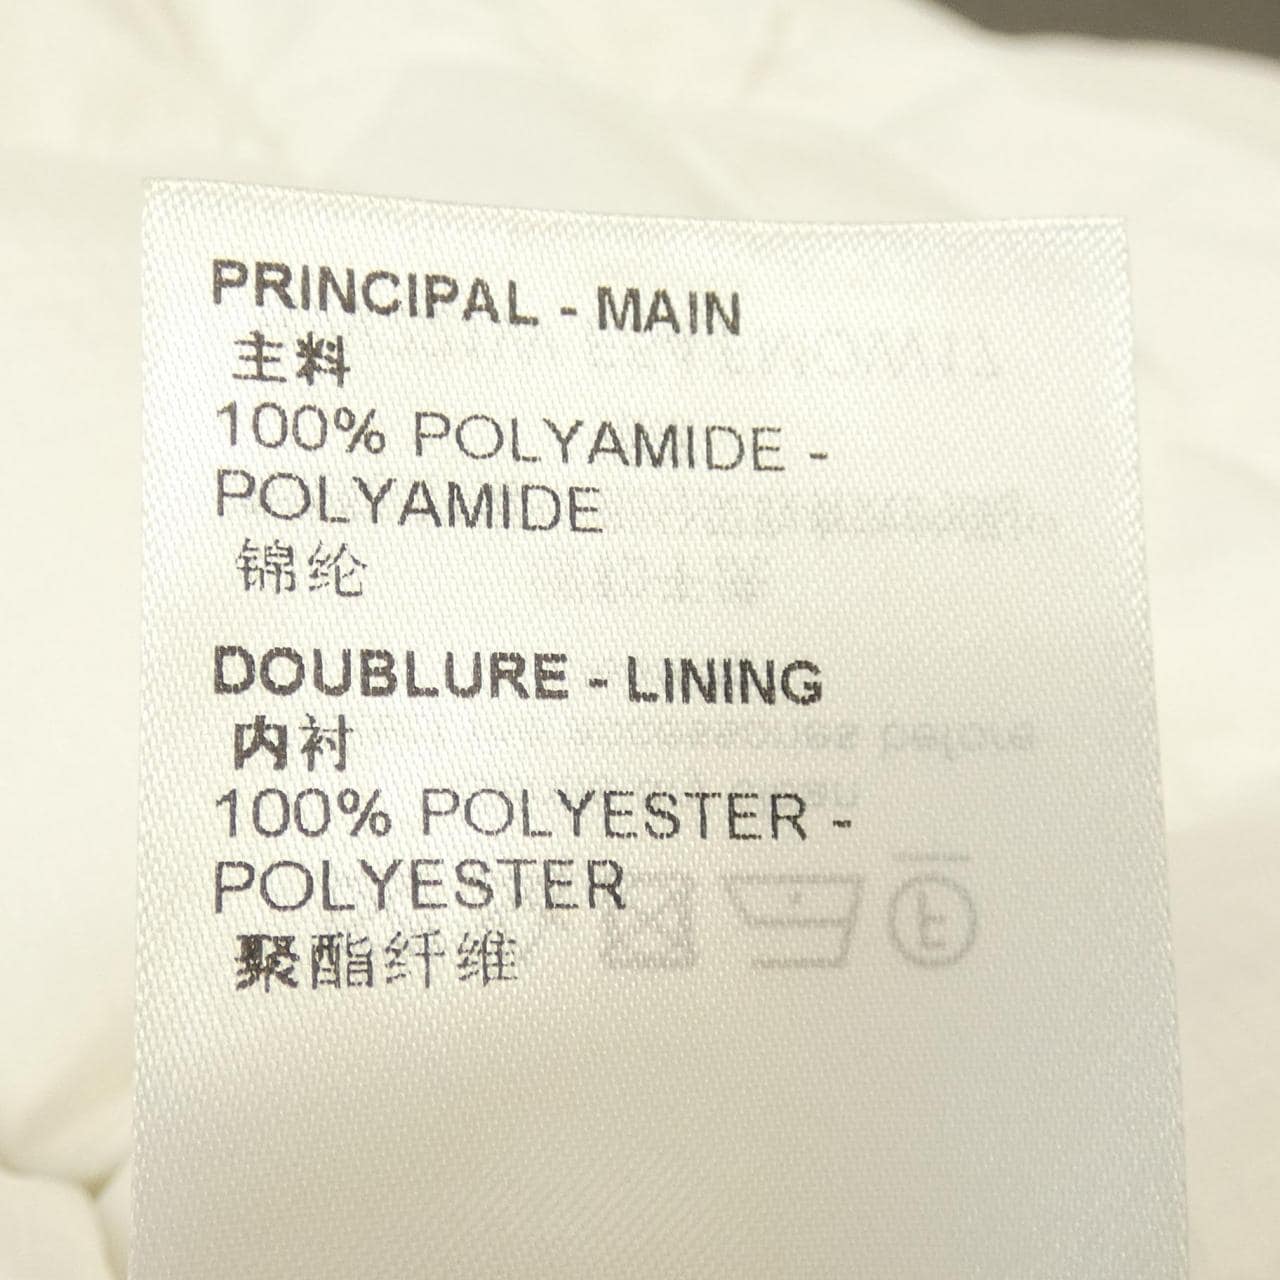 PRINCIPAL - MAIN
主料
100% POLYAMIDE -
POLYAMIDE
锦纶
DOUBLURE - LINING
内衬
100% POLYESTER -
POLYESTER
聚酯纤维